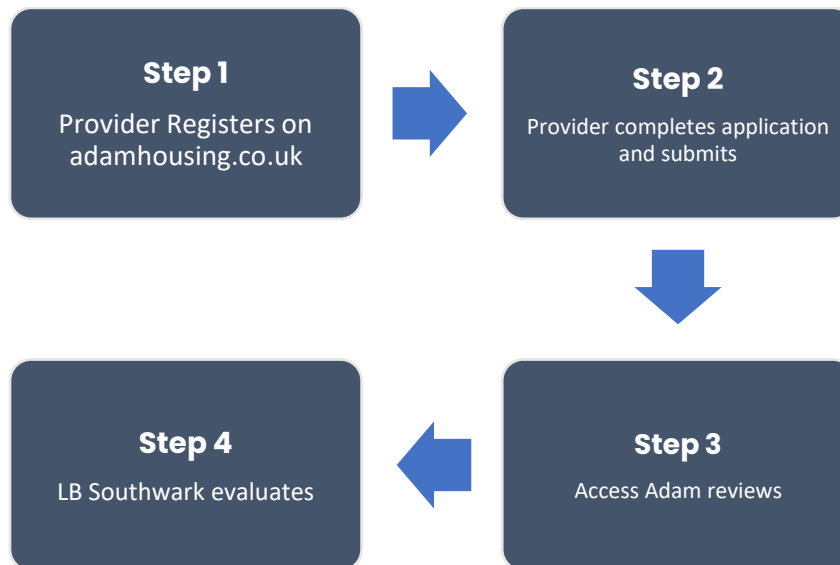 Step 1
Provider Registers on
adamhousing.co.uk
Step 2
Provider completes application
and submits
Step 3
Access Adam reviews
Step 4
LB Southwark evaluates